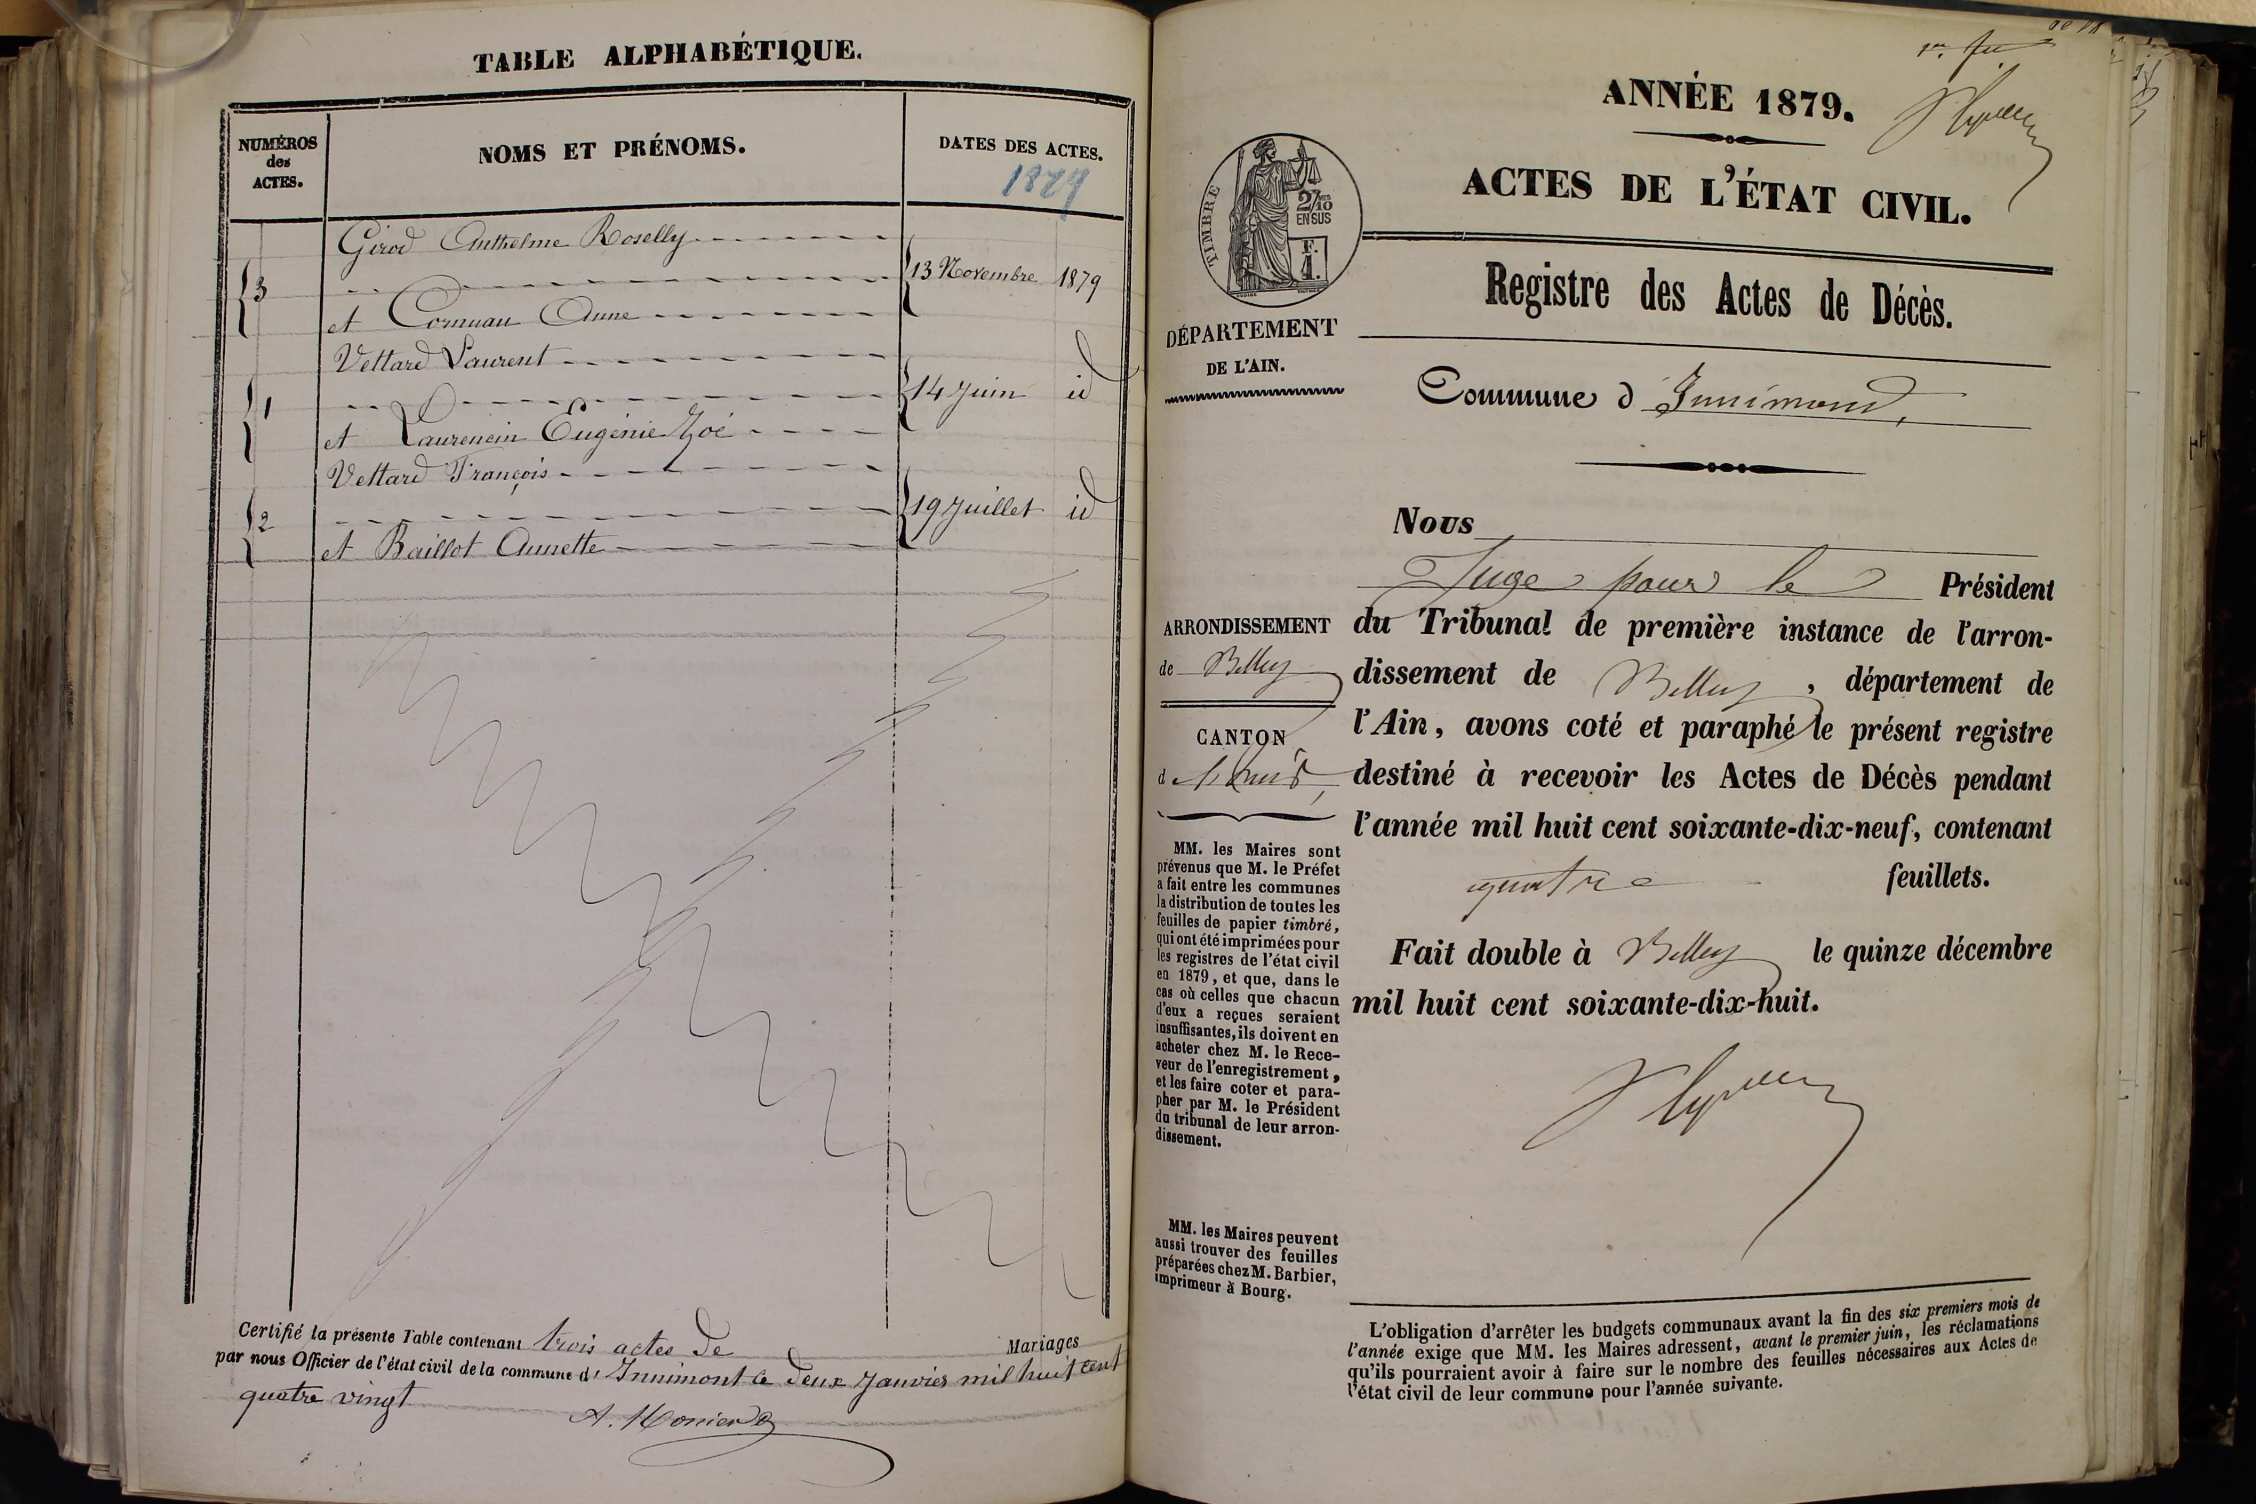 TABLE ALPHABÉTIQUE.
NUMÉROS
des
ACTES.
NOMS ET PRÉNOMS.
DATES DES ACTES.
1879
Girod Anthelme Roselly
3
13 Novembre 1879
et Cornuau Anne
Vettard Laurent
1
14 Juin id
et Laurencin Eugénie Zoé
Vettard François
2
19 Juillet id
et Baillot Annette
Certifié la présente Table contenant trois actes de Mariages
par nous Officier de l'état civil de la commune d' Innimont le deux Janvier mil huit cent
quatre vingt
A. Monier
1er feu
ANNÉE 1879.
ACTES DE L'ÉTAT CIVIL.
TIMBRE
2/10
EN SUS
F.
1.
Registre des Actes de Décès.
DÉPARTEMENT
DE L'AIN.
Commune d Innimond,
Nous
Juge pour le Président
ARRONDISSEMENT
de Belley
CANTON
d
du Tribunal de première instance de l'arron-
dissement de Belley, département de
l'Ain, avons coté et paraphé le présent registre
destiné à recevoir les Actes de Décès pendant
l'année mil huit cent soixante-dix-neuf, contenant
quatre feuillets.
Fait double à Belley le quinze décembre
mil huit cent soixante-dix-huit.
MM. les Maires sont
prévenus que M. le Préfet
a fait entre les communes
la distribution de toutes les
feuilles de papier timbré,
qui ont été imprimées pour
les registres de l'état civil
en 1879, et que, dans le
cas où celles que chacun
d'eux a reçues seraient
insuffisantes, ils doivent en
acheter chez M. le Rece-
veur de l'enregistrement,
et les faire coter et para-
pher par M. le Président
du tribunal de leur arron-
dissement.
MM. les Maires peuvent
aussi trouver des feuilles
préparées chez M. Barbier,
imprimeur à Bourg.
L'obligation d'arrêter les budgets communaux avant la fin des six premiers mois de
l'année exige que MM. les Maires adressent, avant le premier juin, les réclamations
qu'ils pourraient avoir à faire sur le nombre des feuilles nécessaires aux Actes de
l'état civil de leur commune pour l'année suivante.